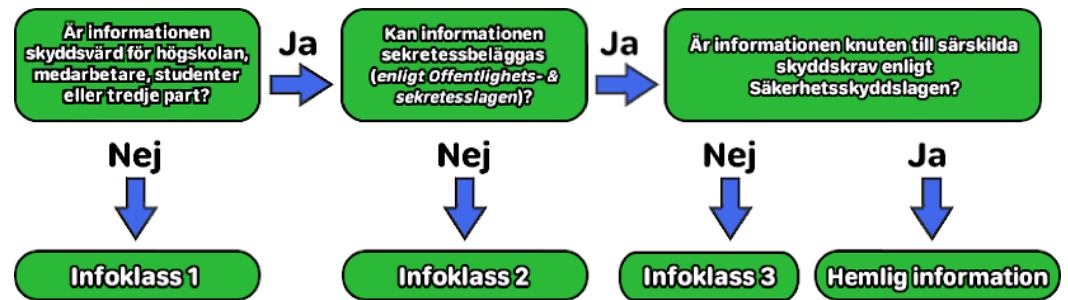 Är informationen
skyddsvärd för högskolan,
medarbetare, studenter
eller tredje part?
Ja
Kan informationen
sekretessbeläggas
(enligt Offentlighets- &
sekretesslagen)?
Ja
Är informationen knuten till särskilda
skyddskrav enligt
Säkerhetsskyddslagen?
Nej
Nej
Nej
Ja
Infoklass 1
Infoklass 2
Infoklass 3
Hemlig information